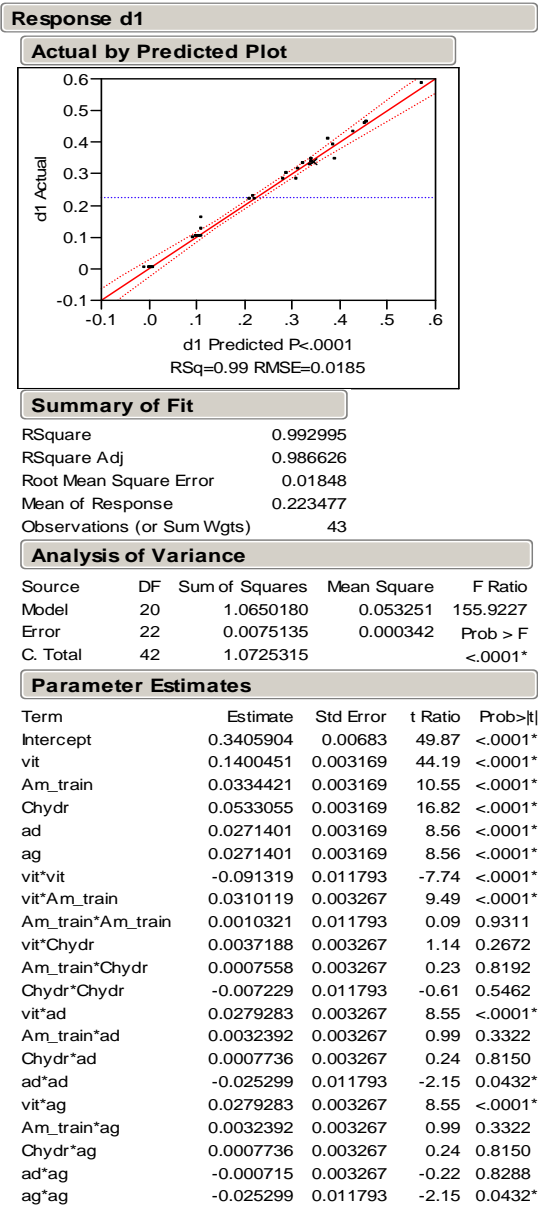 Response d1
Actual by Predicted Plot
0.6
0.5
0.4
0.3
0.2
0.1
0
-0.1
d1 Actual
-0.1 .0 .1 .2 .3 .4 .5 .6
d1 Predicted P<.0001
RSq=0.99 RMSE=0.0185
Summary of Fit
RSquare 0.992995
RSquare Adj 0.986626
Root Mean Square Error 0.01848
Mean of Response 0.223477
Observations (or Sum Wgts) 43
Analysis of Variance
Source DF Sum of Squares Mean Square F Ratio
Model 20 1.0650180 0.053251 155.9227
Error 22 0.0075135 0.000342 Prob > F
C. Total 42 1.0725315 <.0001*
Parameter Estimates
Term Estimate Std Error t Ratio Prob>|t|
Intercept 0.3405904 0.00683 49.87 <.0001*
vit 0.1400451 0.003169 44.19 <.0001*
Am_train 0.0334421 0.003169 10.55 <.0001*
Chydr 0.0533055 0.003169 16.82 <.0001*
ad 0.0271401 0.003169 8.56 <.0001*
ag 0.0271401 0.003169 8.56 <.0001*
vit*vit -0.091319 0.011793 -7.74 <.0001*
vit*Am_train 0.0310119 0.003267 9.49 <.0001*
Am_train*Am_train 0.0010321 0.011793 0.09 0.9311
vit*Chydr 0.0037188 0.003267 1.14 0.2672
Am_train*Chydr 0.0007558 0.003267 0.23 0.8192
Chydr*Chydr -0.007229 0.011793 -0.61 0.5462
vit*ad 0.0279283 0.003267 8.55 <.0001*
Am_train*ad 0.0032392 0.003267 0.99 0.3322
Chydr*ad 0.0007736 0.003267 0.24 0.8150
ad*ad -0.025299 0.011793 -2.15 0.0432*
vit*ag 0.0279283 0.003267 8.55 <.0001*
Am_train*ag 0.0032392 0.003267 0.99 0.3322
Chydr*ag 0.0007736 0.003267 0.24 0.8150
ad*ag -0.000715 0.003267 -0.22 0.8288
ag*ag -0.025299 0.011793 -2.15 0.0432*